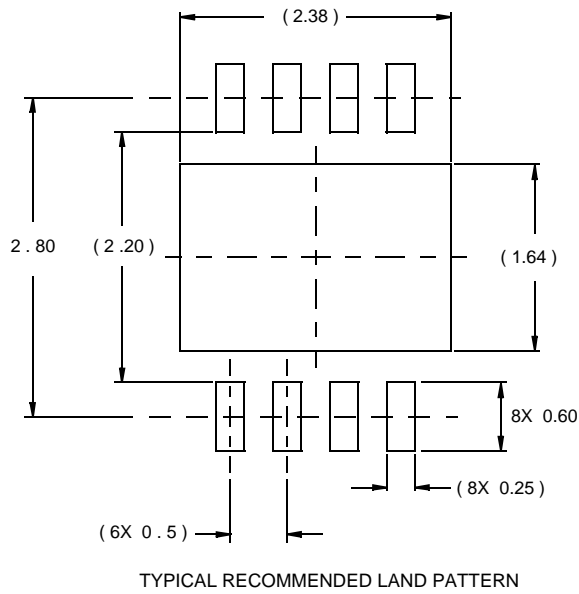 ( 2.38 )
2 . 80
( 2 .20 )
( 1.64 )
8X 0.60
( 8X 0.25 )
( 6X 0 . 5 )
TYPICAL RECOMMENDED LAND PATTERN